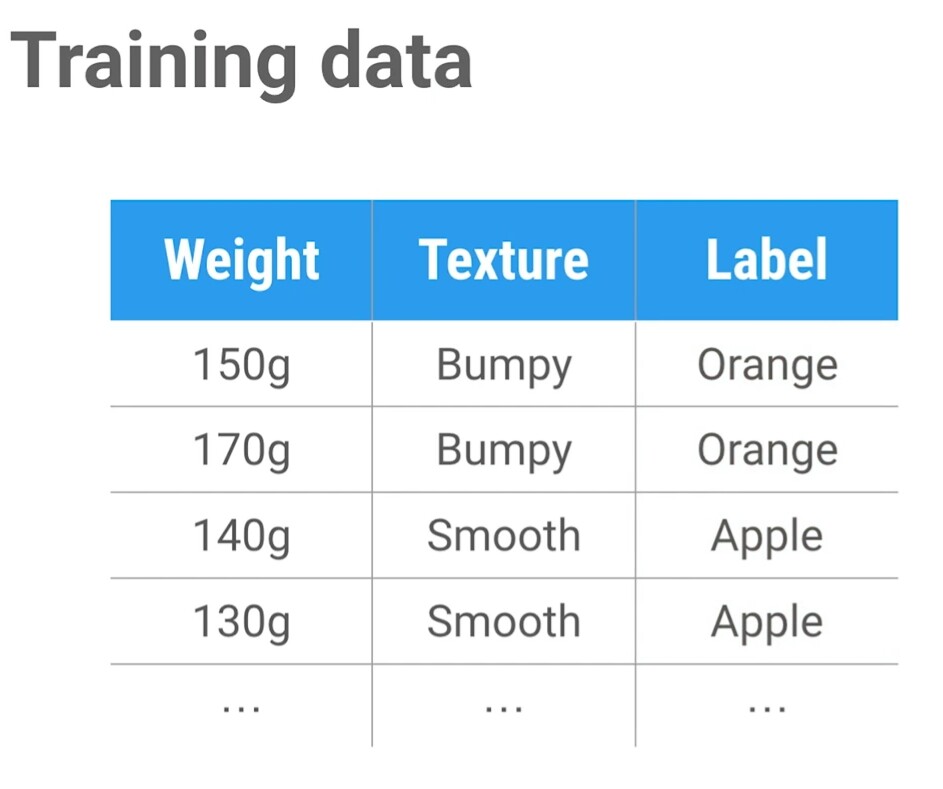 Training data
Weight Texture Label
150g Bumpy Orange
170g Bumpy Orange
140g Smooth Apple
130g Smooth Apple
... ... ...